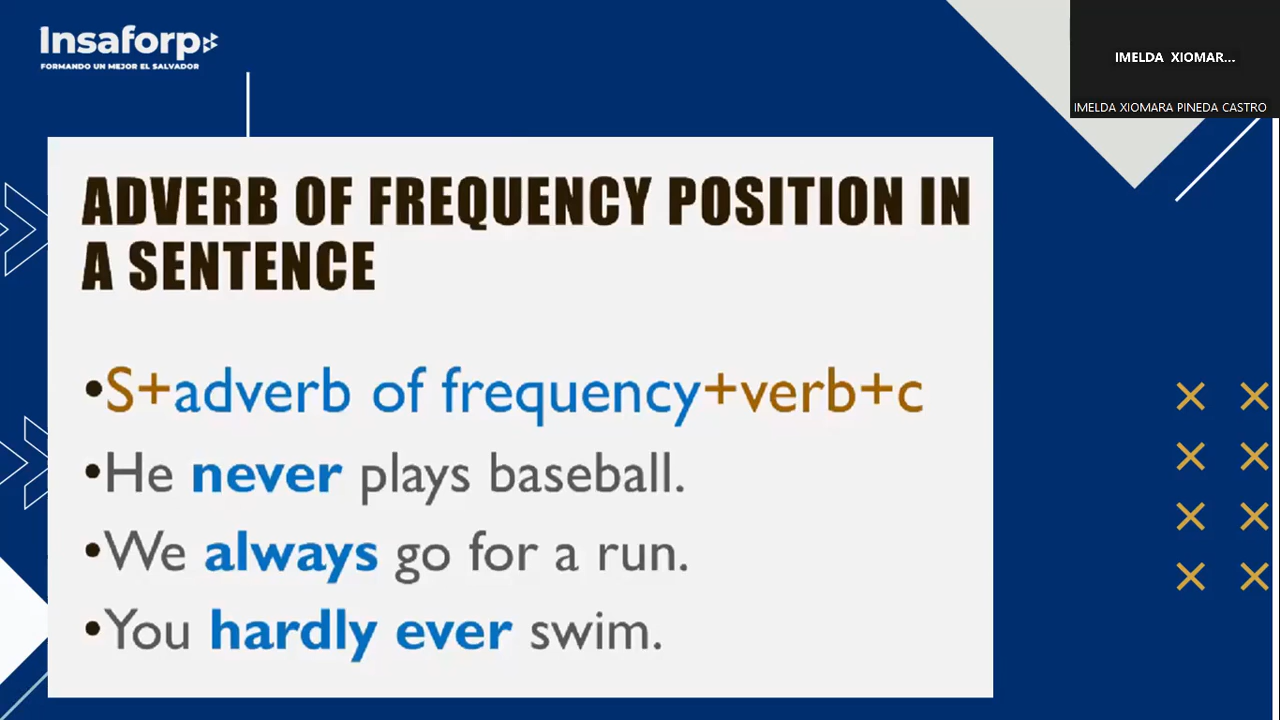 Insaforp
FORMANDO UN MEJOR EL SALVADOR
IMELDA XIOMAR...
IMELDA XIOMARA PINEDA CASTRO
ADVERB OF FREQUENCY POSITION IN
A SENTENCE
•S+adverb of frequency+verb+c
•He never plays baseball.
•We always go for a run.
•You hardly ever swim.